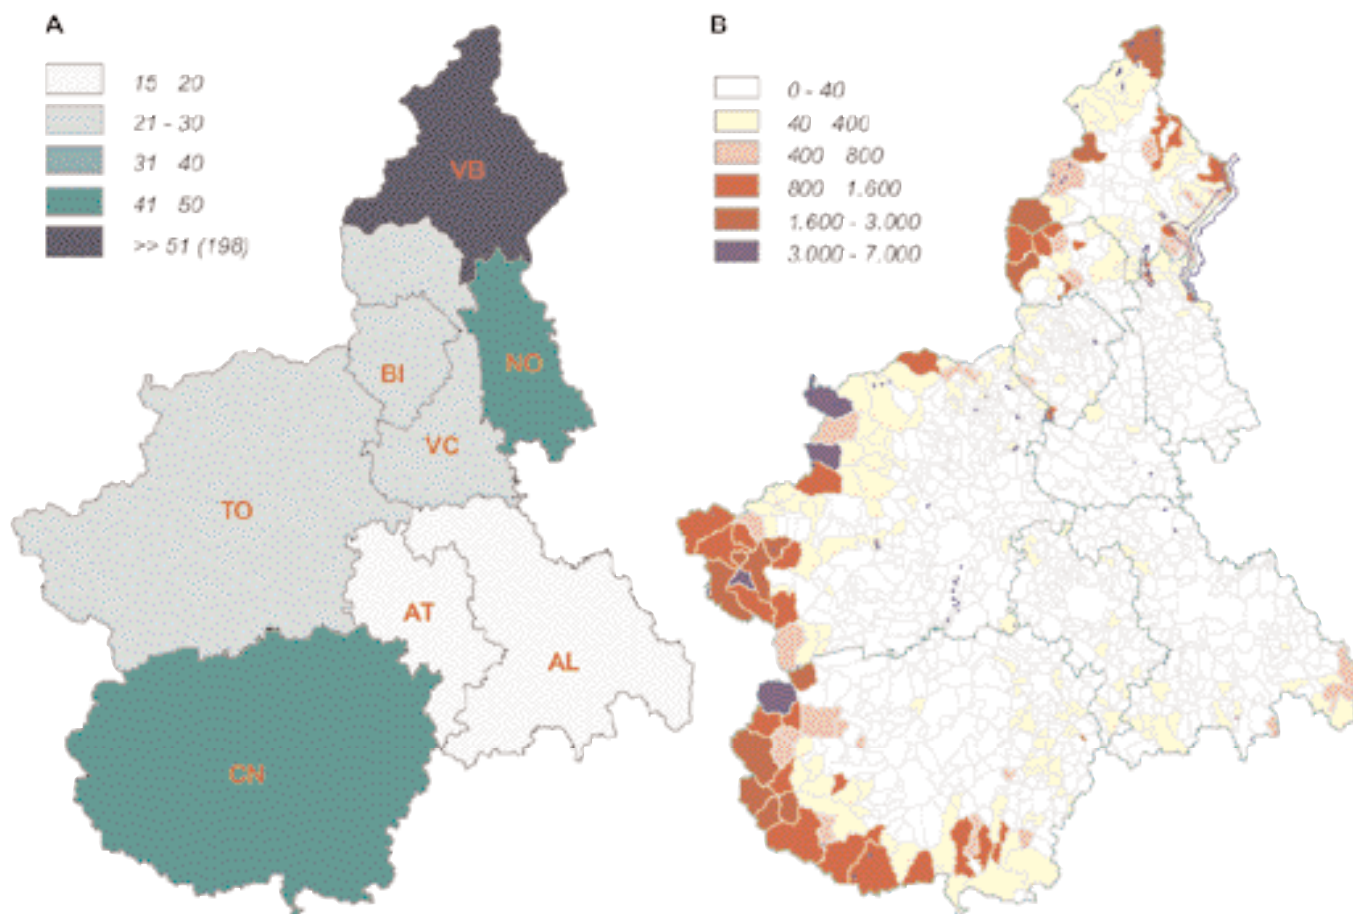 A
15 20
21 - 30
31 40
41 50
>> 51 (198)
VB
BI
NO
VC
TO
AT
AL
CN
B
0 - 40
40 400
400 800
800 1.600
1.600 - 3.000
3.000 - 7.000